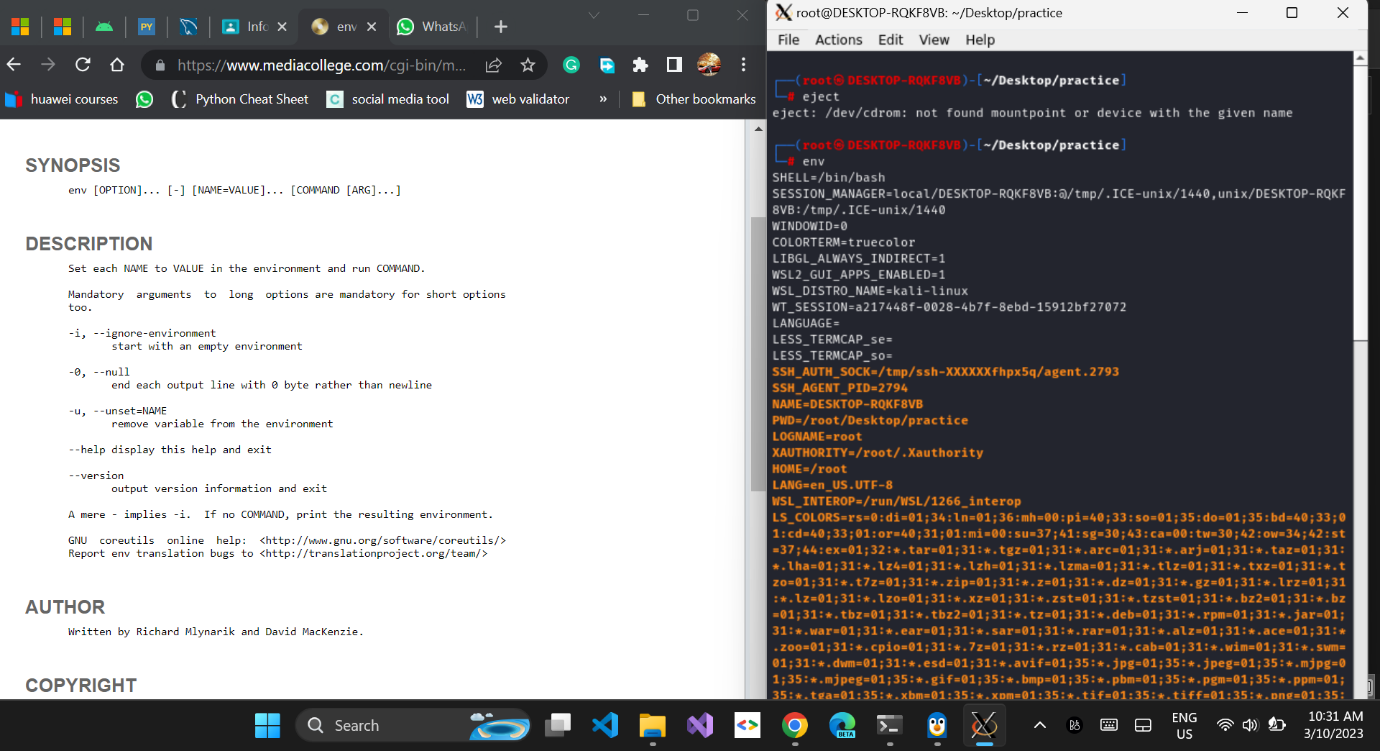 Info
env
WhatsA
https://www.mediacollege.com/cgi-bin/m...
huawei courses
Python Cheat Sheet
social media tool
web validator
»
Other bookmarks
SYNOPSIS
env [OPTION]... [-] [NAME=VALUE]... [COMMAND [ARG]...]
DESCRIPTION
Set each NAME to VALUE in the environment and run COMMAND.
Mandatory arguments to long options are mandatory for short options
too.
-i, --ignore-environment
start with an empty environment
-0, --null
end each output line with 0 byte rather than newline
-u, --unset=NAME
remove variable from the environment
--help display this help and exit
--version
output version information and exit
A mere - implies -i. If no COMMAND, print the resulting environment.
GNU coreutils online help: <http://www.gnu.org/software/coreutils/>
Report env translation bugs to <http://translationproject.org/team/>
AUTHOR
Written by Richard Mlynarik and David MacKenzie.
COPYRIGHT
root@DESKTOP-RQKF8VB: ~/Desktop/practice
File Actions Edit View Help
┌──(root㉿DESKTOP-RQKF8VB)-[~/Desktop/practice]
└─# eject
eject: /dev/cdrom: not found mountpoint or device with the given name
┌──(root㉿DESKTOP-RQKF8VB)-[~/Desktop/practice]
└─# env
SHELL=/bin/bash
SESSION_MANAGER=local/DESKTOP-RQKF8VB:@/tmp/.ICE-unix/1440,unix/DESKTOP-RQKF
8VB:/tmp/.ICE-unix/1440
WINDOWID=0
COLORTERM=truecolor
LIBGL_ALWAYS_INDIRECT=1
WSL2_GUI_APPS_ENABLED=1
WSL_DISTRO_NAME=kali-linux
WT_SESSION=a217448f-0028-4b7f-8ebd-15912bf27072
LANGUAGE=
LESS_TERMCAP_se=
LESS_TERMCAP_so=
SSH_AUTH_SOCK=/tmp/ssh-XXXXXXfhpx5q/agent.2793
SSH_AGENT_PID=2794
NAME=DESKTOP-RQKF8VB
PWD=/root/Desktop/practice
LOGNAME=root
XAUTHORITY=/root/.Xauthority
HOME=/root
LANG=en_US.UTF-8
WSL_INTEROP=/run/WSL/1266_interop
LS_COLORS=rs=0:di=01;34:ln=01;36:mh=00:pi=40;33:so=01;35:do=01;35:bd=40;33;0
1:cd=40;33;01:or=40;31;01:mi=00:su=37;41:sg=30;43:ca=00:tw=30;42:ow=34;42:st
=37;44:ex=01;32:*.tar=01;31:*.tgz=01;31:*.arc=01;31:*.arj=01;31:*.taz=01;31:
*.lha=01;31:*.lz4=01;31:*.lzh=01;31:*.lzma=01;31:*.tlz=01;31:*.txz=01;31:*.t
zo=01;31:*.t7z=01;31:*.zip=01;31:*.z=01;31:*.dz=01;31:*.gz=01;31:*.lrz=01;31
:*.lz=01;31:*.lzo=01;31:*.xz=01;31:*.zst=01;31:*.tzst=01;31:*.bz2=01;31:*.bz
=01;31:*.tbz=01;31:*.tbz2=01;31:*.tz=01;31:*.deb=01;31:*.rpm=01;31:*.jar=01;
31:*.war=01;31:*.ear=01;31:*.sar=01;31:*.rar=01;31:*.alz=01;31:*.ace=01;31:*
.zoo=01;31:*.cpio=01;31:*.7z=01;31:*.rz=01;31:*.cab=01;31:*.wim=01;31:*.swm=
01;31:*.dwm=01;31:*.esd=01;31:*.avif=01;35:*.jpg=01;35:*.jpeg=01;35:*.mjpg=0
1;35:*.mjpeg=01;35:*.gif=01;35:*.bmp=01;35:*.pbm=01;35:*.pgm=01;35:*.ppm=01;
35:*.tga=01;35:*.xbm=01;35:*.xpm=01;35:*.tif=01;35:*.tiff=01;35:*.png=01;35:
Search
BETA
ENG
US
10:31 AM
3/10/2023